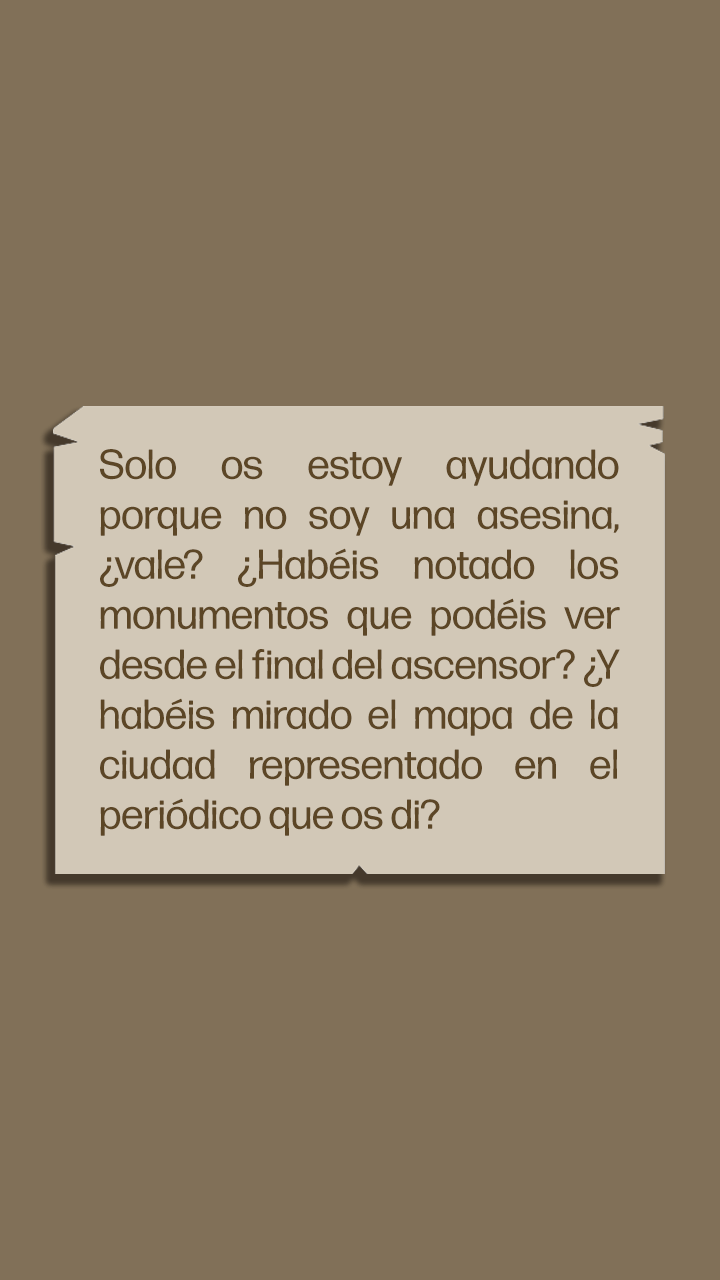 Solo os estoy ayudando
porque no soy una asesina,
¿vale? ¿Habéis notado los
monumentos que podéis ver
desde el final del ascensor? ¿Y
habéis mirado el mapa de la
ciudad representado en el
periódico que os di?